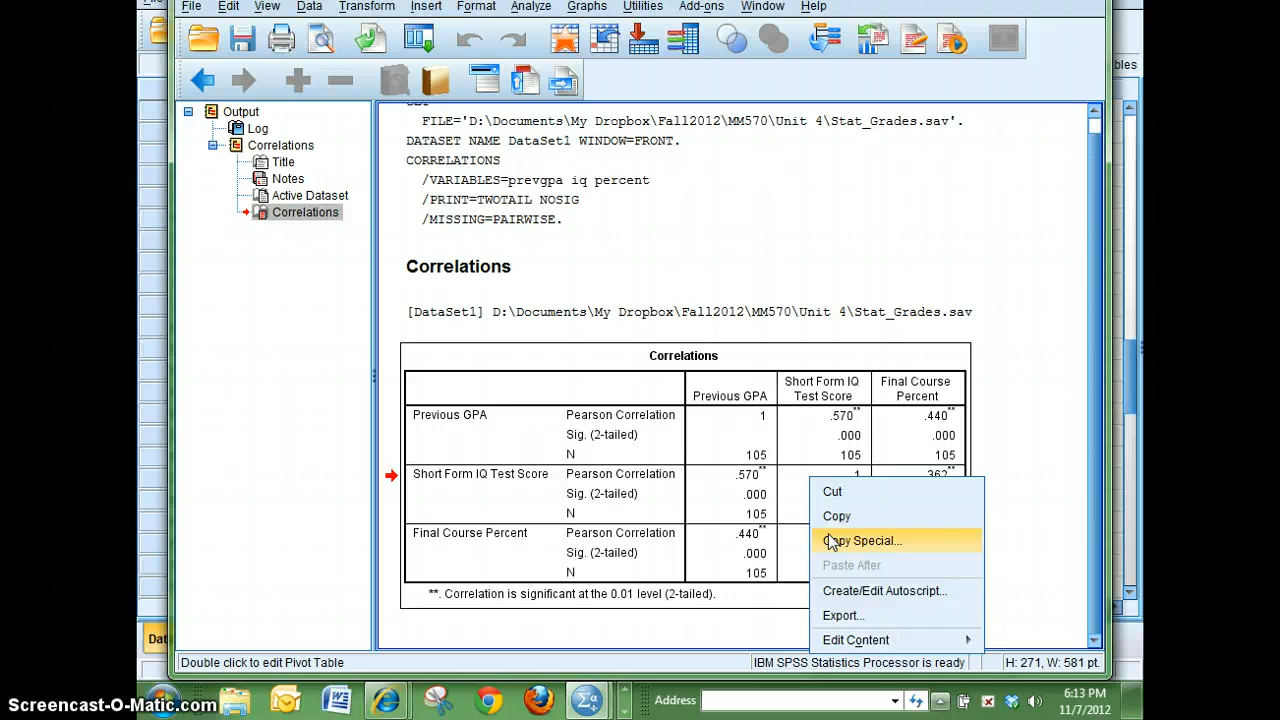 File Edit View Data Transform Insert Format Analyze Graphs Utilities Add-ons Window Help
bles
Output
Log
Correlations
Title
Notes
Active Dataset
Correlations
FILE='D:\Documents\My Dropbox\Fall2012\MM570\Unit 4\Stat_Grades.sav'.
DATASET NAME DataSet1 WINDOW=FRONT.
CORRELATIONS
/VARIABLES=prevgpa iq percent
/PRINT=TWOTAIL NOSIG
/MISSING=PAIRWISE.
Correlations
[DataSet1] D:\Documents\My Dropbox\Fall2012\MM570\Unit 4\Stat_Grades.sav
Correlations
Previous GPA Short Form IQ Test Score Final Course Percent
Previous GPA Pearson Correlation 1 .570** .440**
Sig. (2-tailed) .000 .000
N 105 105 105
Short Form IQ Test Score Pearson Correlation .570** 1 .362**
Sig. (2-tailed) .000
N 105
Final Course Percent Pearson Correlation .440**
Sig. (2-tailed) .000
N 105
**. Correlation is significant at the 0.01 level (2-tailed).
Cut
Copy
Copy Special...
Paste After
Create/Edit Autoscript...
Export...
Edit Content
Dat
Double click to edit Pivot Table IBM SPSS Statistics Processor is ready H: 271, W: 581 pt.
Screencast-O-Matic.com
Address
6:13 PM
11/7/2012